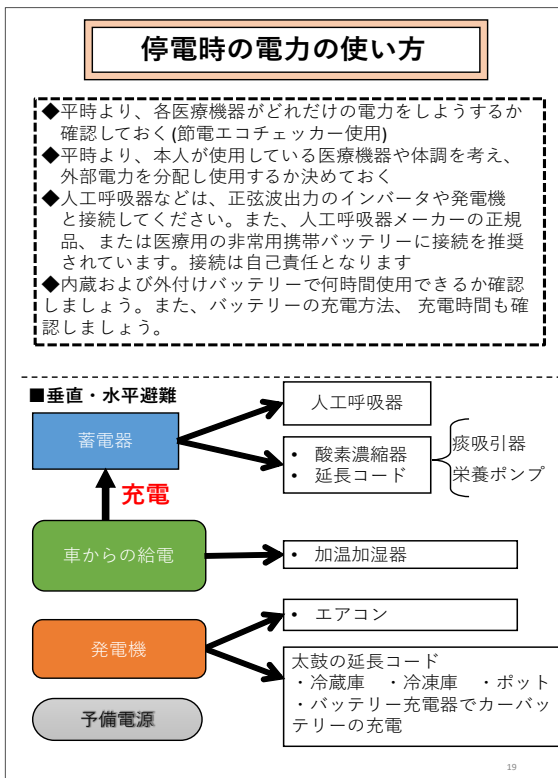 停電時の電力の使い方
◆平時より、各医療機器がどれだけの電力をしようするか
確認しておく(節電エコチェッカー使用)
◆平時より、本人が使用している医療機器や体調を考え、
外部電力を分配し使用するか決めておく
◆人工呼吸器などは、正弦波出力のインバータや発電機
と接続してください。また、人工呼吸器メーカーの正規
品、または医療用の非常用携帯バッテリーに接続を推奨
されています。接続は自己責任となります
◆内蔵および外付けバッテリーで何時間使用できるか確認
しましょう。また、バッテリーの充電方法、 充電時間も確
認しましょう。
■垂直・水平避難
蓄電器
人工呼吸器
• 酸素濃縮器
• 延長コード
痰吸引器
栄養ポンプ
充電
車からの給電
• 加温加湿器
発電機
• エアコン
太鼓の延長コード
・冷蔵庫 ・冷凍庫 ・ポット
・バッテリー充電器でカーバッ
テリーの充電
予備電源
19